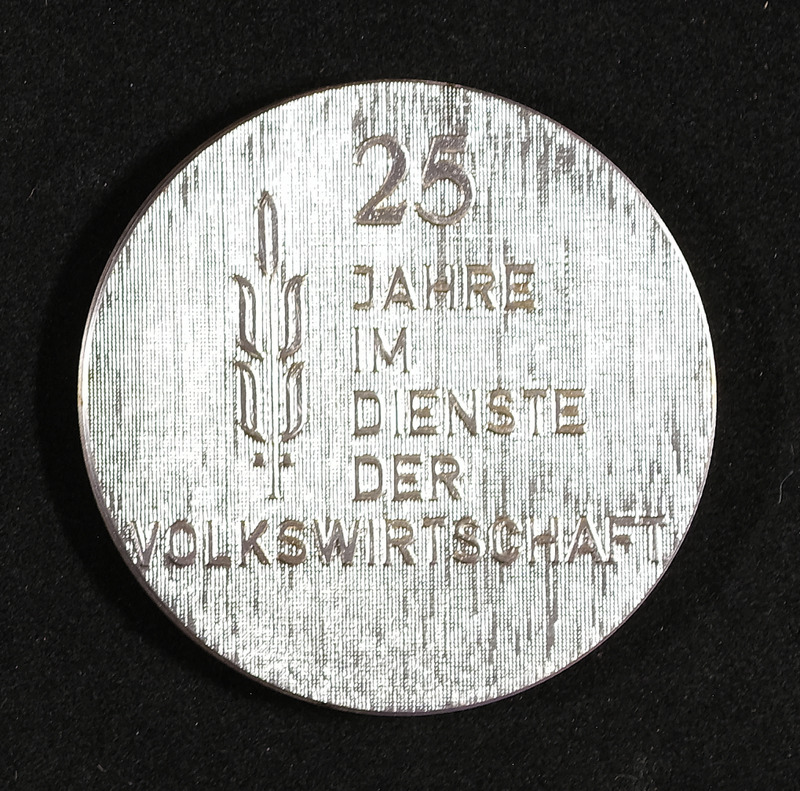 25
JAHRE
IM
DIENSTE
DER
VOLKSWIRTSCHAFT